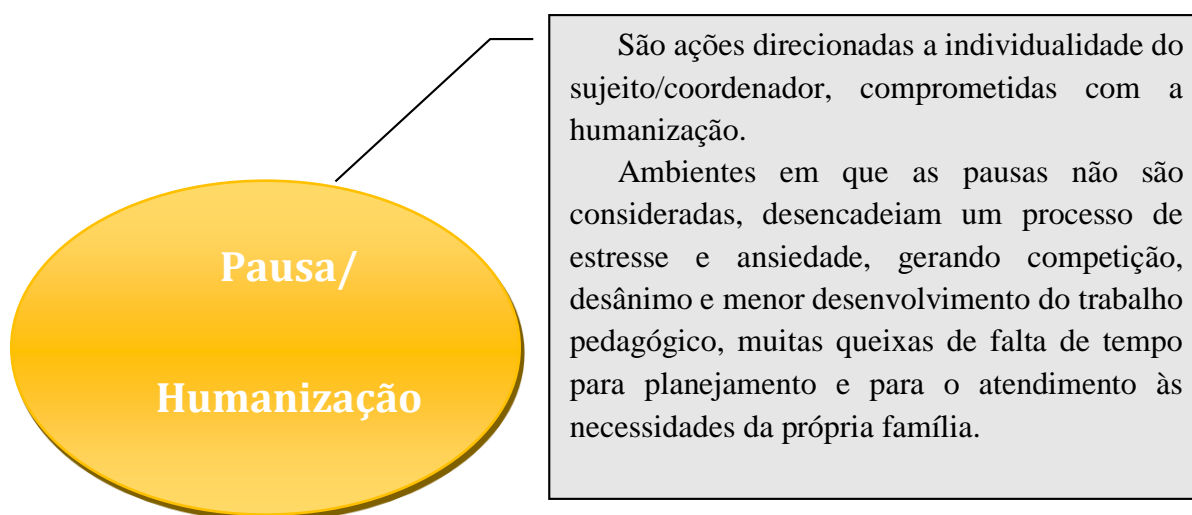 São ações direcionadas a individualidade do
sujeito/coordenador, comprometidas com a
humanização.
Ambientes em que as pausas não são
consideradas, desencadeiam um processo de
estresse e ansiedade, gerando competição,
desânimo e menor desenvolvimento do trabalho
pedagógico, muitas queixas de falta de tempo
para planejamento e para o atendimento às
necessidades da própria família.
Pausa/
Humanização